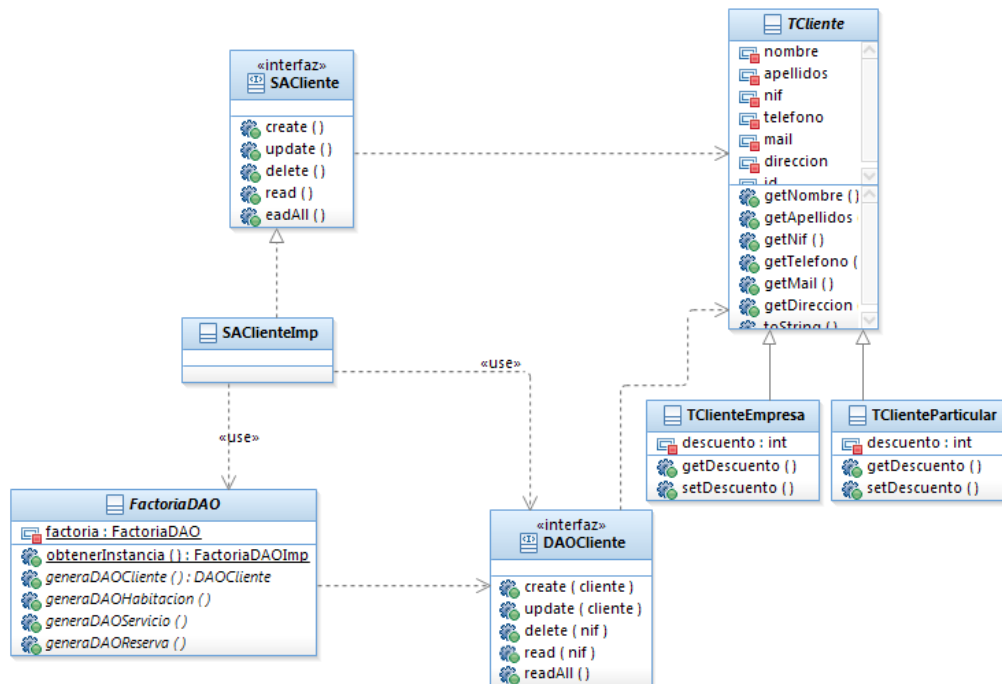 TCliente
nombre
apellidos
nif
telefono
mail
direccion
id
getNombre ()
getApellidos
getNif ()
getTelefono (
getMail ()
getDireccion
toString ()
«interfaz»
SACliente
create ()
update ()
delete ()
read ()
eadAll ()
SAClienteImp
«use»
«use»
TClienteEmpresa
descuento : int
getDescuento ()
setDescuento ()
TClienteParticular
descuento : int
getDescuento ()
setDescuento ()
FactoriaDAO
factoria : FactoriaDAO
obtenerInstancia () : FactoriaDAOImp
generaDAOCliente () : DAOCliente
generaDAOHabitacion ()
generaDAOServicio ()
generaDAOReserva ()
«interfaz»
DAOCliente
create ( cliente )
update ( cliente )
delete ( nif )
read ( nif )
readAll ()